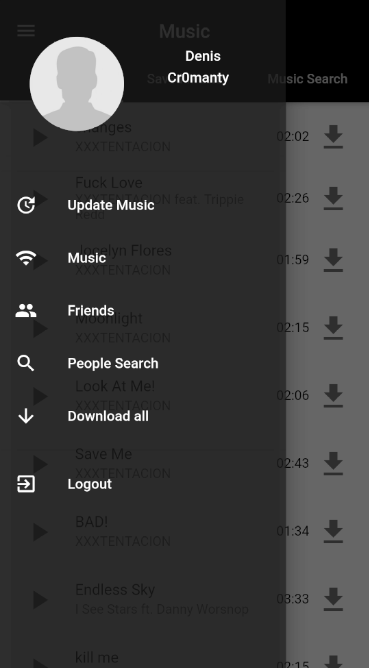 Music
Denis
Cr0manty
Sav
Music Search
Changes
XXXTENTACION
02:02
Fuck Love
XXXTENTACION feat. Trippie
Redd
02:26
Update Music
Jocelyn Flores
XXXTENTACION
01:59
Music
Moonlight
XXXTENTACION
02:15
Friends
People Search
Look At Me!
XXXTENTACION
02:06
Download all
Save Me
XXXTENTACION
02:43
Logout
BAD!
XXXTENTACION
01:34
Endless Sky
I See Stars ft. Danny Worsnop
03:33
kill me
02:15